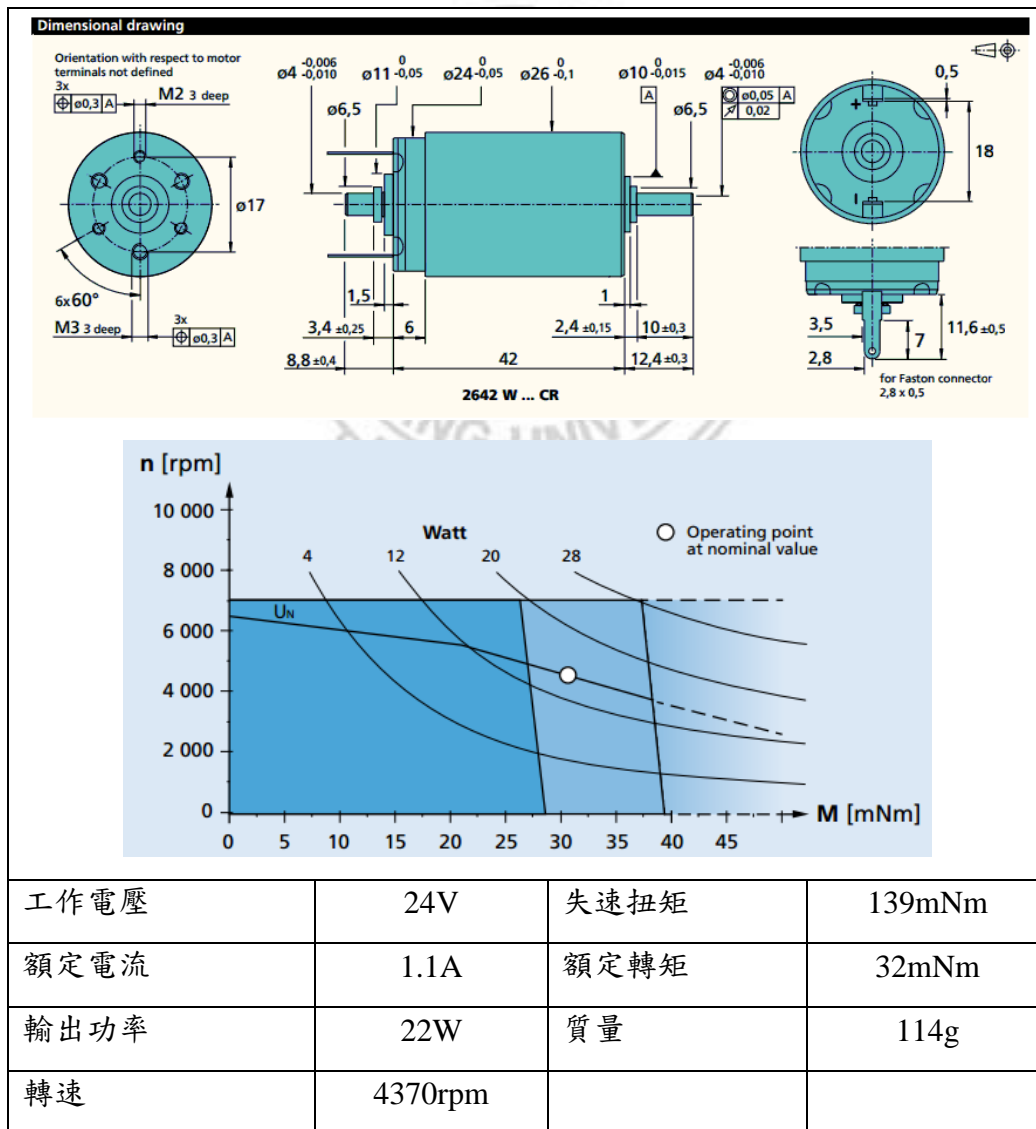 Dimensional drawing
Orientation with respect to motor
terminals not defined
3x
⌖ ø0,3 A
M2 3 deep
ø4 -0,006 -0,010
ø11 0 -0,05
ø24 0 -0,05
ø26 0 -0,1
ø10 0 -0,015
ø4 -0,006 -0,010
0,5
ø6,5
A
ø6,5
◎ ø0,05 A
↗ 0,02
+
18
ø17
6x60°
M3 3 deep
3x
⌖ ø0,3 A
1,5
1
3,4 ±0,25
6
2,4 ±0,15
10 ±0,3
8,8 ±0,4
42
12,4 ±0,3
3,5
7
11,6 ±0,5
2,8
for Faston connector
2,8 x 0,5
2642 W ... CR
n [rpm]
10 000
8 000
6 000
4 000
2 000
0
Watt
4
12
20
28
Operating point
at nominal value
UN
M [mNm]
0 5 10 15 20 25 30 35 40 45
工作電壓 24V 失速扭矩 139mNm
額定電流 1.1A 額定轉矩 32mNm
輸出功率 22W 質量 114g
轉速 4370rpm